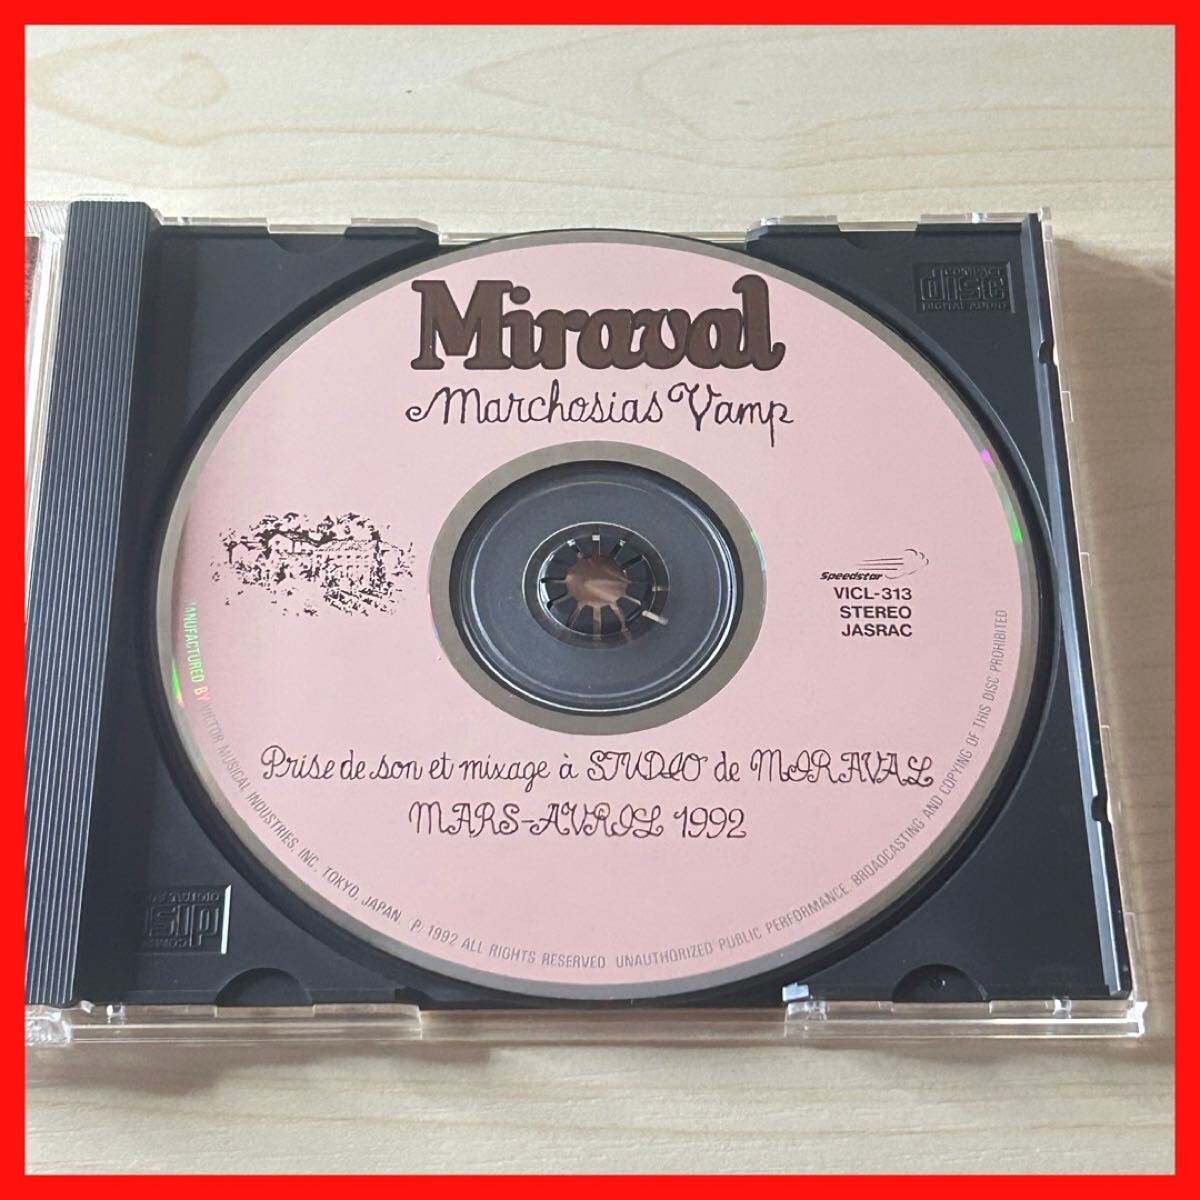 Miraval
Marchosias Vamp
COMPACT
disc
DIGITAL AUDIO
Speedstar
VICL-313
STEREO
JASRAC
Prise de son et mixage à STUDIO de MIRAVAL
MARS-AVRIL 1992
MANUFACTURED BY VICTOR MUSICAL INDUSTRIES, INC., TOKYO, JAPAN ℗ 1992 ALL RIGHTS RESERVED. UNAUTHORIZED PUBLIC PERFORMANCE, BROADCASTING AND COPYING OF THIS DISC PROHIBITED